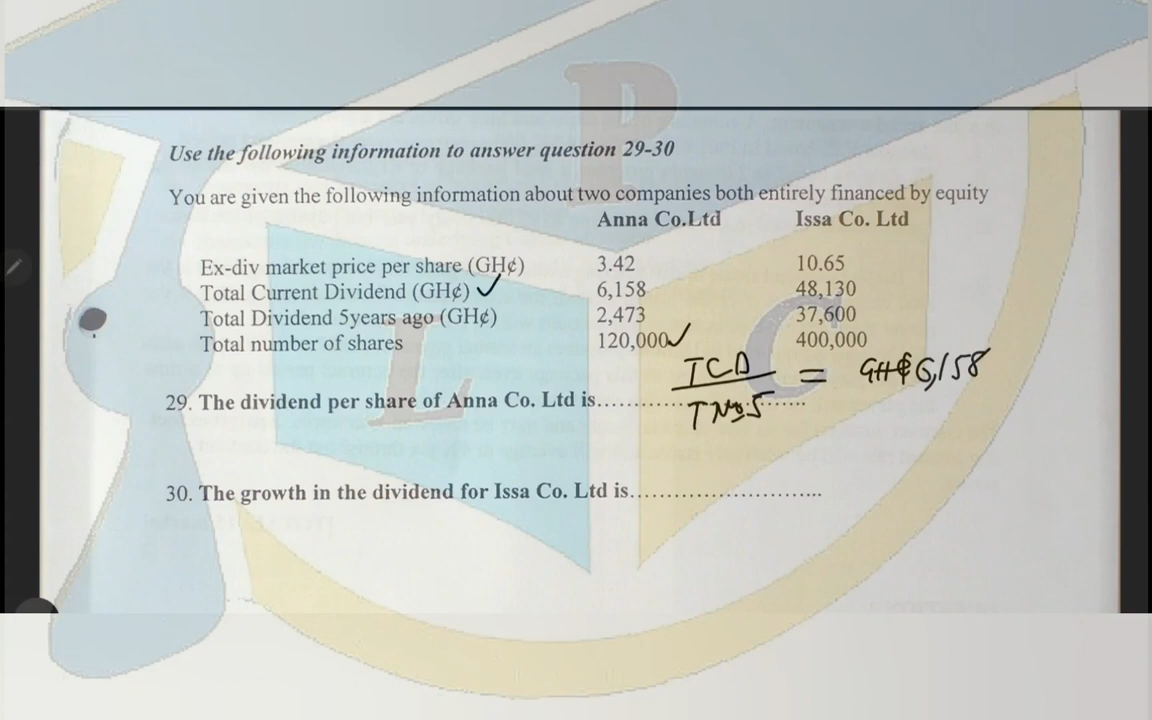 P
L
C
Use the following information to answer question 29-30
You are given the following information about two companies both entirely financed by equity
Anna Co.Ltd Issa Co. Ltd
Ex-div market price per share (GH¢) 3.42 10.65
Total Current Dividend (GH¢) ✓ 6,158 48,130
Total Dividend 5years ago (GH¢) 2,473 37,600
Total number of shares 120,000✓ 400,000
TCD = GH¢6,158
29. The dividend per share of Anna Co. Ltd is..............................
TNoS
30. The growth in the dividend for Issa Co. Ltd is............................